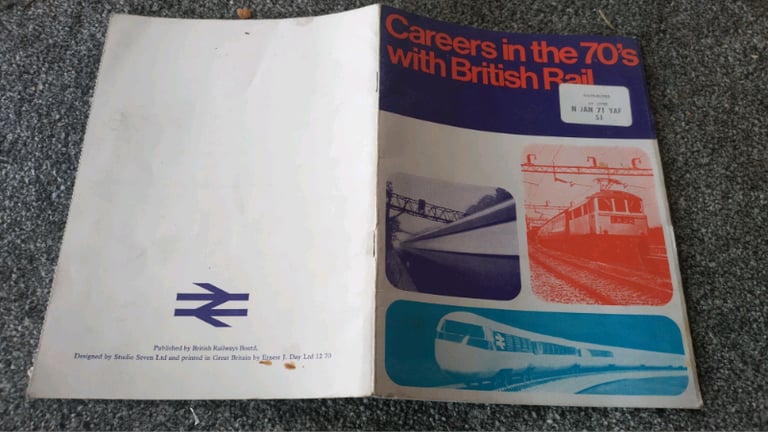 Careers in the 70's
with British Rail
N JAN 71 YAF
51
Published by British Railways Board,
Designed by Studio Seven Ltd and printed in Great Britain by Ernest J. Day Ltd 12 70